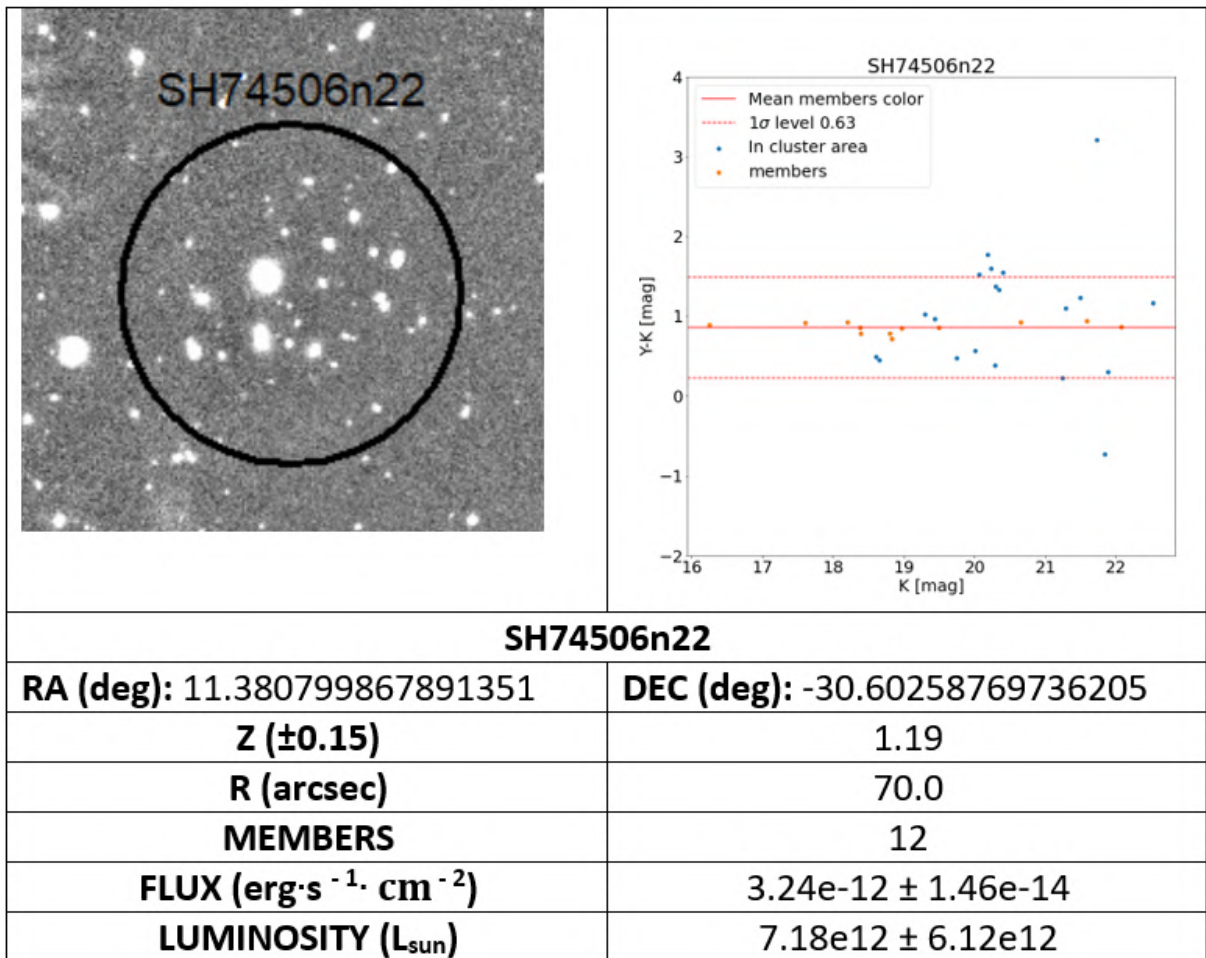 SH74506n22
SH74506n22
4
3
2
1
0
−1
−2
Y-K [mag]
Mean members color
1σ level 0.63
In cluster area
members
16 17 18 19 20 21 22
K [mag]
SH74506n22
RA (deg): 11.380799867891351 DEC (deg): -30.60258769736205
Z (±0.15) 1.19
R (arcsec) 70.0
MEMBERS 12
FLUX (erg·s⁻¹· cm⁻²) 3.24e-12 ± 1.46e-14
LUMINOSITY (Lsun) 7.18e12 ± 6.12e12